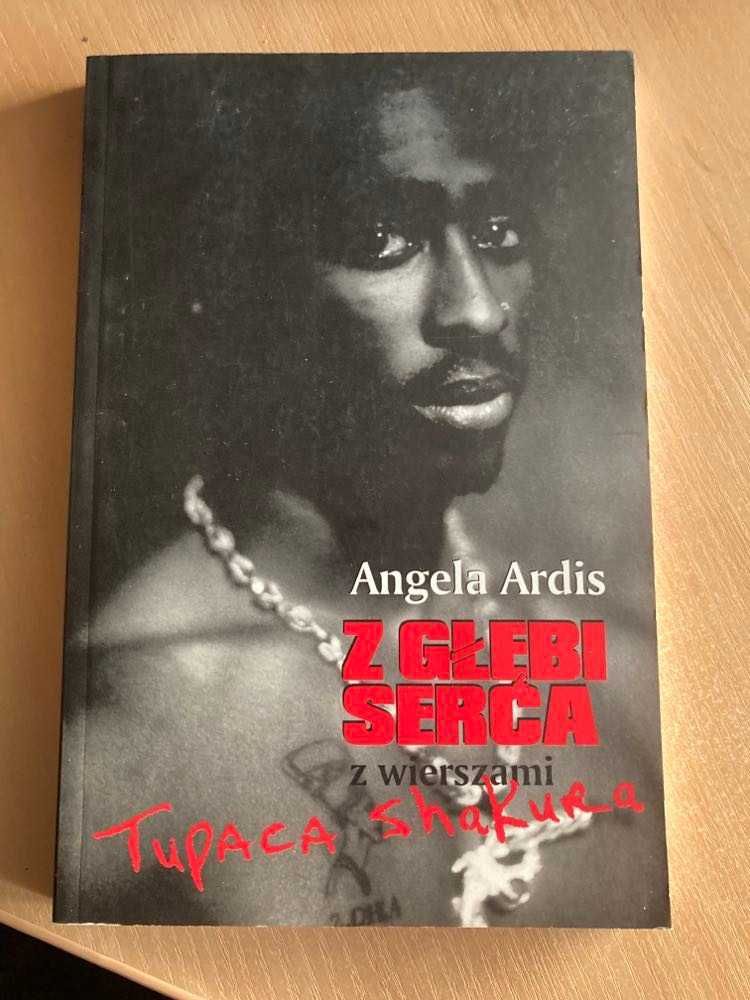 Angela Ardis
Z GŁĘBI
SERCA
z wierszami
Tupaca Shakura